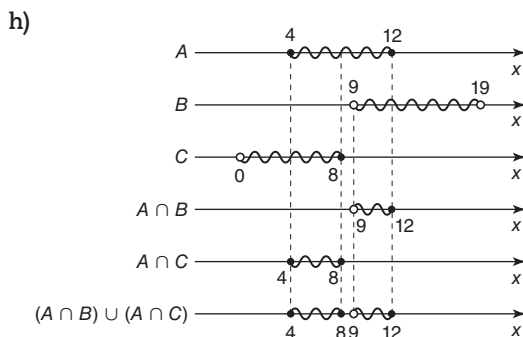 h)
4 12
A x
9 19
B x
C x
0 8
A ∩ B x
9 12
A ∩ C x
4 8
(A ∩ B) ∪ (A ∩ C) x
4 8 9 12